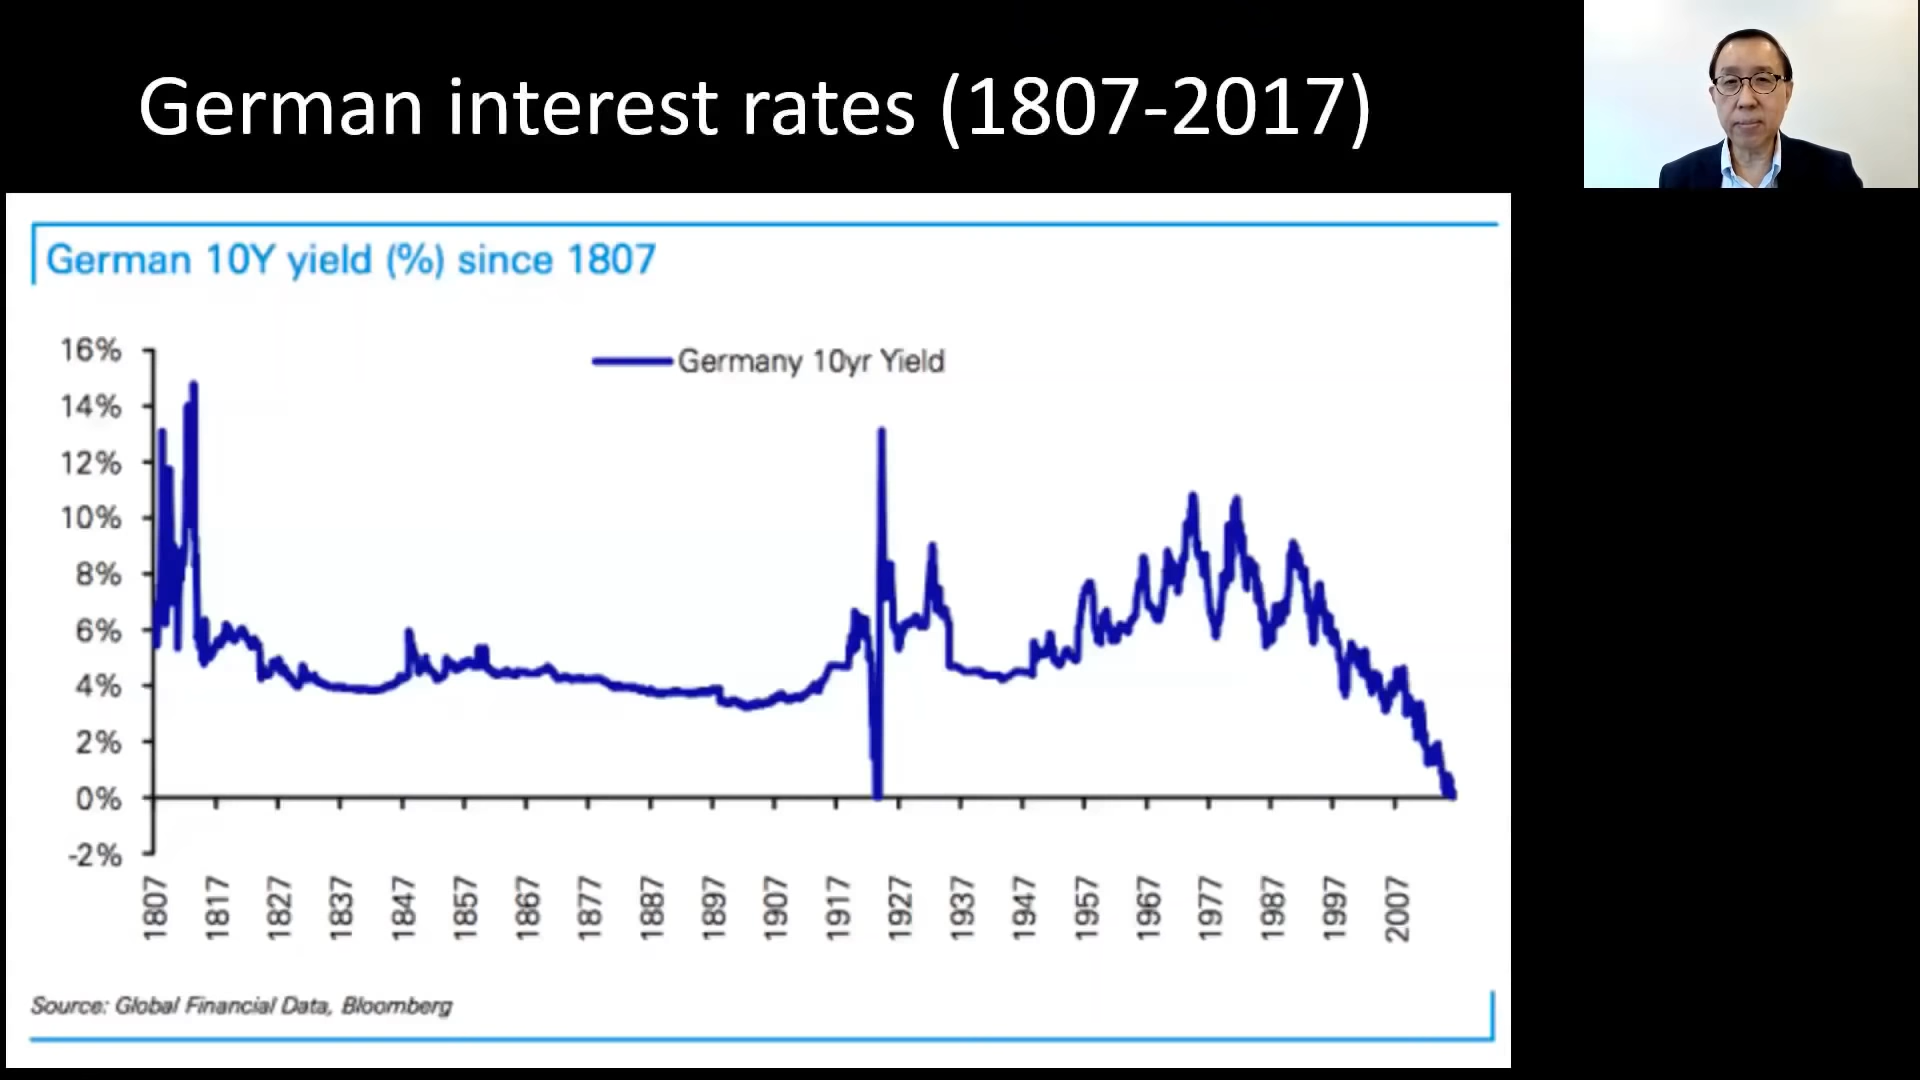 German interest rates (1807-2017)
German 10Y yield (%) since 1807
Germany 10yr Yield
16%
14%
12%
10%
8%
6%
4%
2%
0%
-2%
1807 1817 1827 1837 1847 1857 1867 1877 1887 1897 1907 1917 1927 1937 1947 1957 1967 1977 1987 1997 2007
Source: Global Financial Data, Bloomberg